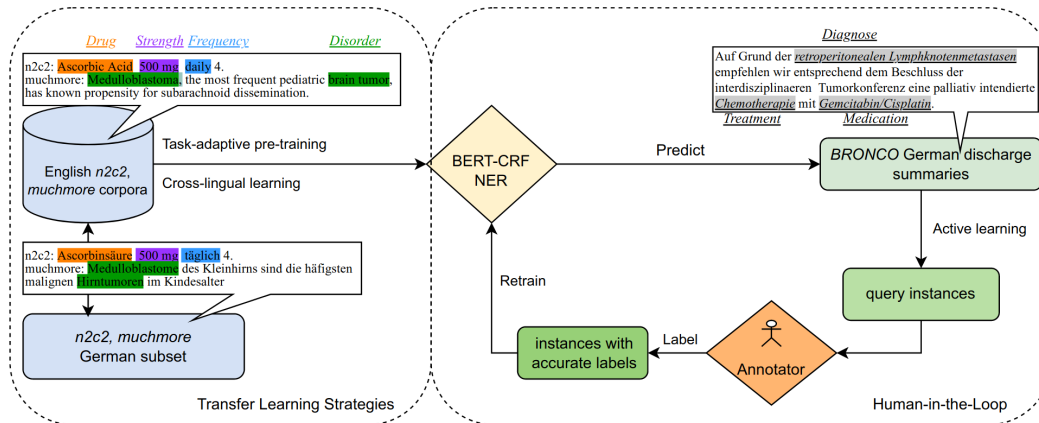 Drug Strength Frequency Disorder
n2c2: Ascorbic Acid 500 mg daily 4.
muchmore: Medulloblastoma, the most frequent pediatric brain tumor,
has known propensity for subarachnoid dissemination.
English n2c2,
muchmore corpora
Task-adaptive pre-training
Cross-lingual learning
n2c2: Ascorbinsäure 500 mg täglich 4.
muchmore: Medulloblastome des Kleinhirns sind die häfigsten
malignen Hirntumoren im Kindesalter
n2c2, muchmore
German subset
Transfer Learning Strategies
BERT-CRF
NER
Predict
Diagnose
Auf Grund der retroperitonealen Lymphknotenmetastasen
empfehlen wir entsprechend dem Beschluss der
interdisziplinaeren Tumorkonferenz eine palliativ intendierte
Chemotherapie mit Gemcitabin/Cisplatin.
Treatment Medication
BRONCO German discharge
summaries
Active learning
query instances
Annotator
Label
instances with
accurate labels
Retrain
Human-in-the-Loop